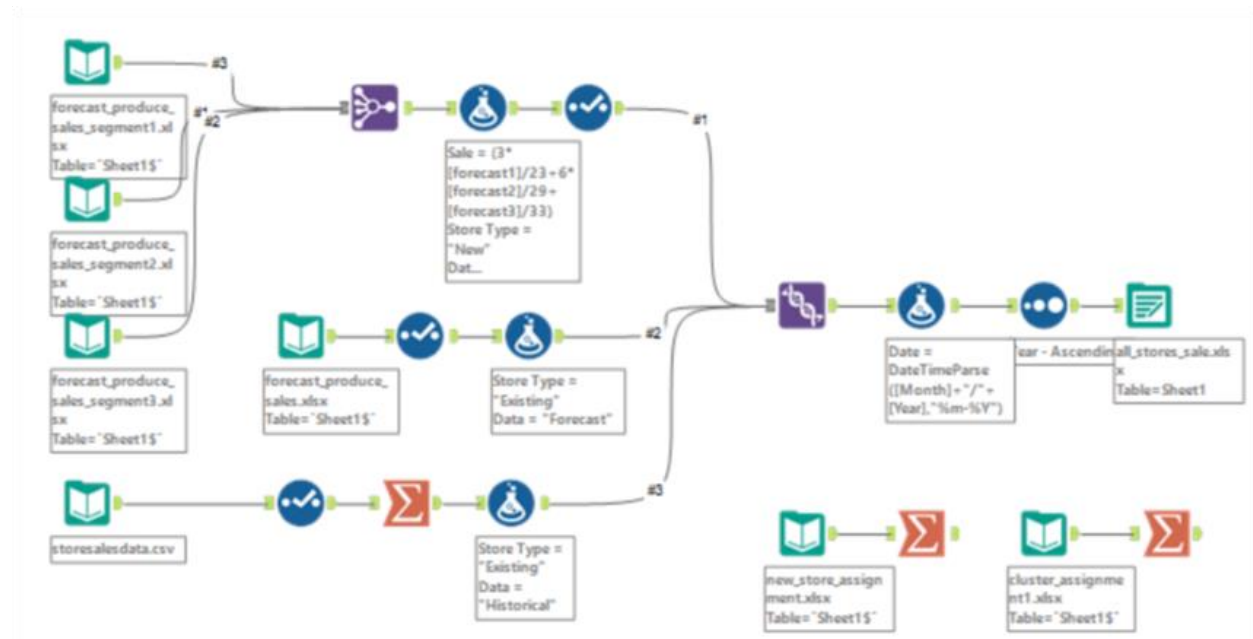 #3
forecast_produce_
sales_segment1.xl
sx
Table=`Sheet1$`
#1
#2
forecast_produce_
sales_segment2.xl
sx
Table=`Sheet1$`
forecast_produce_
sales_segment3.xl
sx
Table=`Sheet1$`
Sale = (3*
[forecast1]/23+6*
[forecast2]/29+
[forecast3]/33)
Store Type =
"New"
Dat...
#1
forecast_produce_
sales.xlsx
Table=`Sheet1$`
Store Type =
"Existing"
Data = "Forecast"
#2
storesalesdata.csv
Store Type =
"Existing"
Data =
"Historical"
#3
Date =
DateTimeParse
([Month]+"/"+
[Year],"%m-%Y")
Year - Ascendin
all_stores_sale.xls
x
Table=Sheet1
new_store_assign
ment.xlsx
Table=`Sheet1$`
cluster_assignme
nt1.xlsx
Table=`Sheet1$`